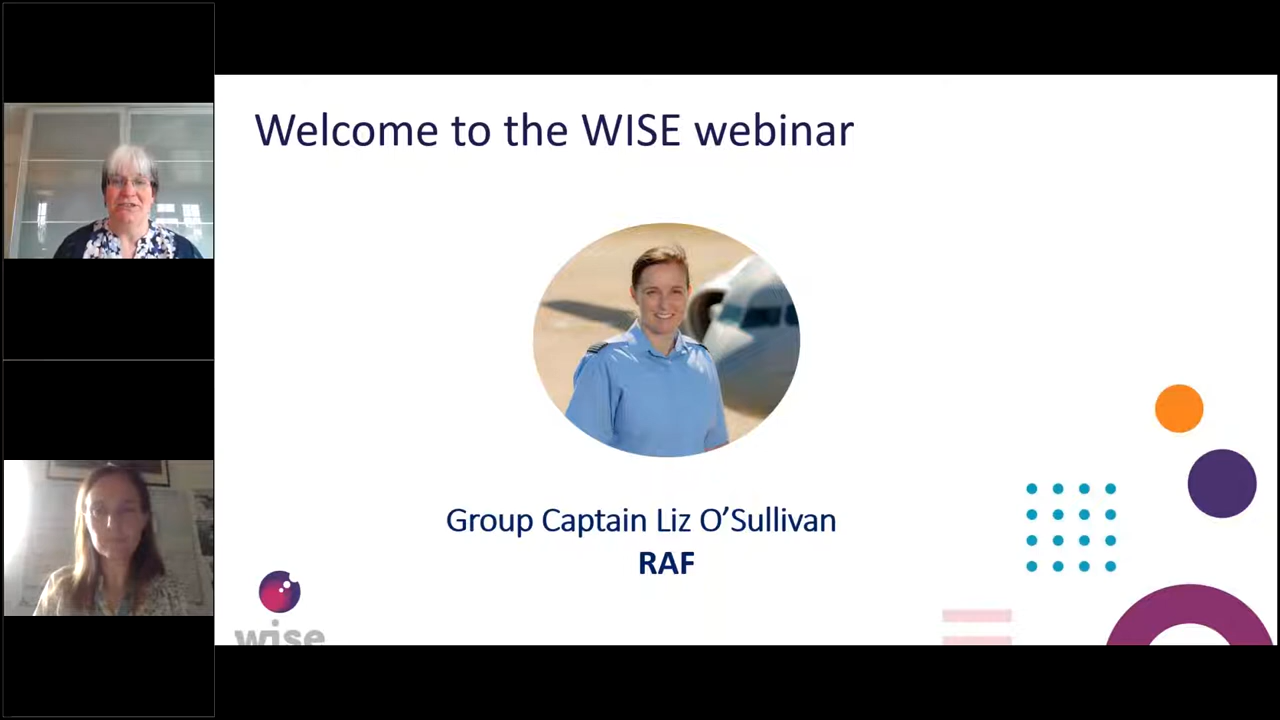 Welcome to the WISE webinar
Group Captain Liz O’Sullivan
RAF
wise